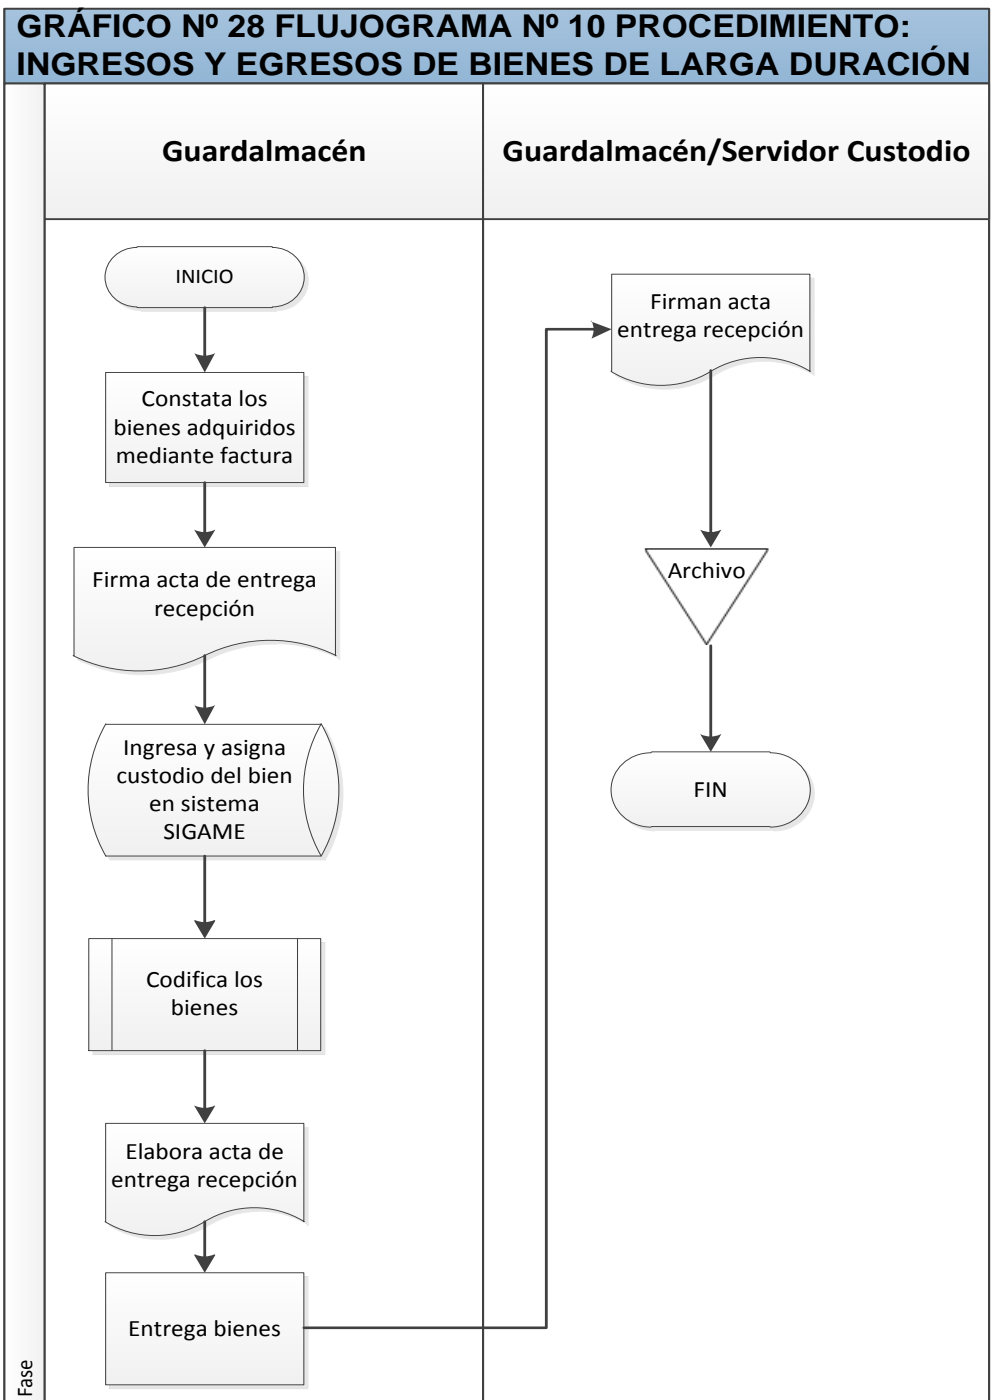 GRÁFICO Nº 28 FLUJOGRAMA Nº 10 PROCEDIMIENTO:
INGRESOS Y EGRESOS DE BIENES DE LARGA DURACIÓN
Guardalmacén
Guardalmacén/Servidor Custodio
INICIO
Constata los
bienes adquiridos
mediante factura
Firma acta de entrega
recepción
Ingresa y asigna
custodio del bien
en sistema
SIGAME
Codifica los
bienes
Elabora acta de
entrega recepción
Entrega bienes
Firman acta
entrega recepción
Archivo
FIN
Fase